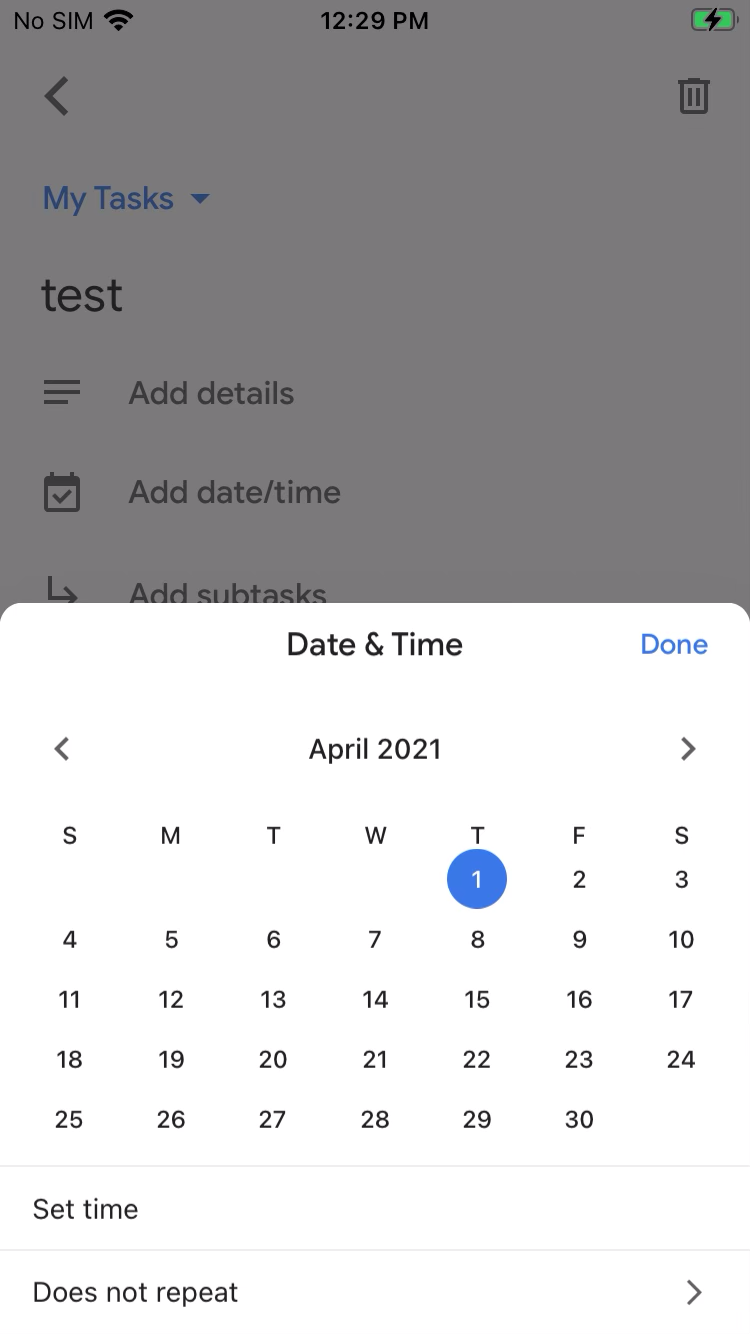 No SIM 12:29 PM
My Tasks
test
Add details
Add date/time
Add subtasks
Date & Time Done
April 2021
S M T W T F S
1 2 3
4 5 6 7 8 9 10
11 12 13 14 15 16 17
18 19 20 21 22 23 24
25 26 27 28 29 30
Set time
Does not repeat